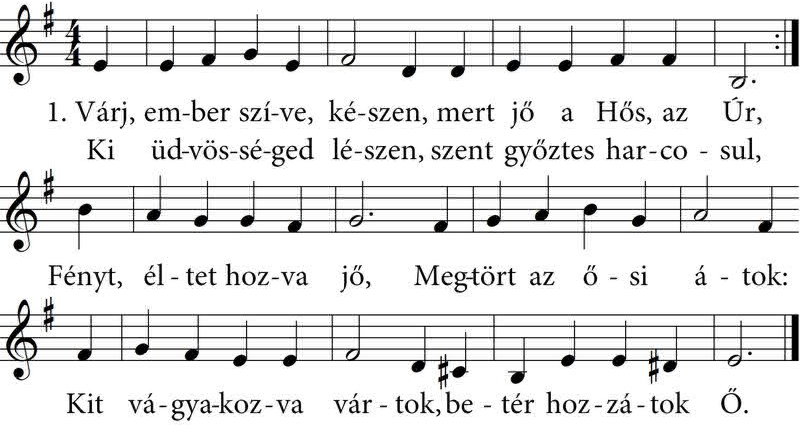 4
4
1. Várj, em-ber szí-ve, ké-szen, mert jő a Hős, az Úr,
Ki üd-vös-sé-ged lé-szen, szent győztes har-co - sul,
Fényt, él - tet hoz-va jő, Meg-tört az ő - si á - tok:
Kit vá-gya-koz-va vár - tok, be - tér hoz-zá-tok Ő.